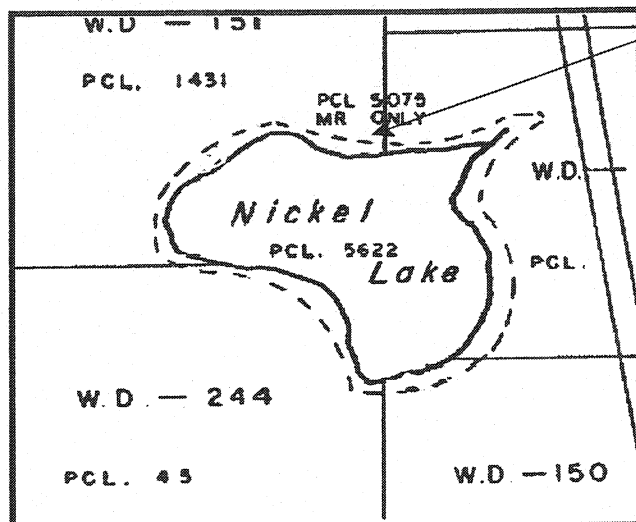 W.D - 151
PCL. 1431
PCL 5075
MR ONLY
Nickel
PCL. 5622
Lake
W.D.
PCL.
W.D. - 244
PCL. 45
W.D - 150